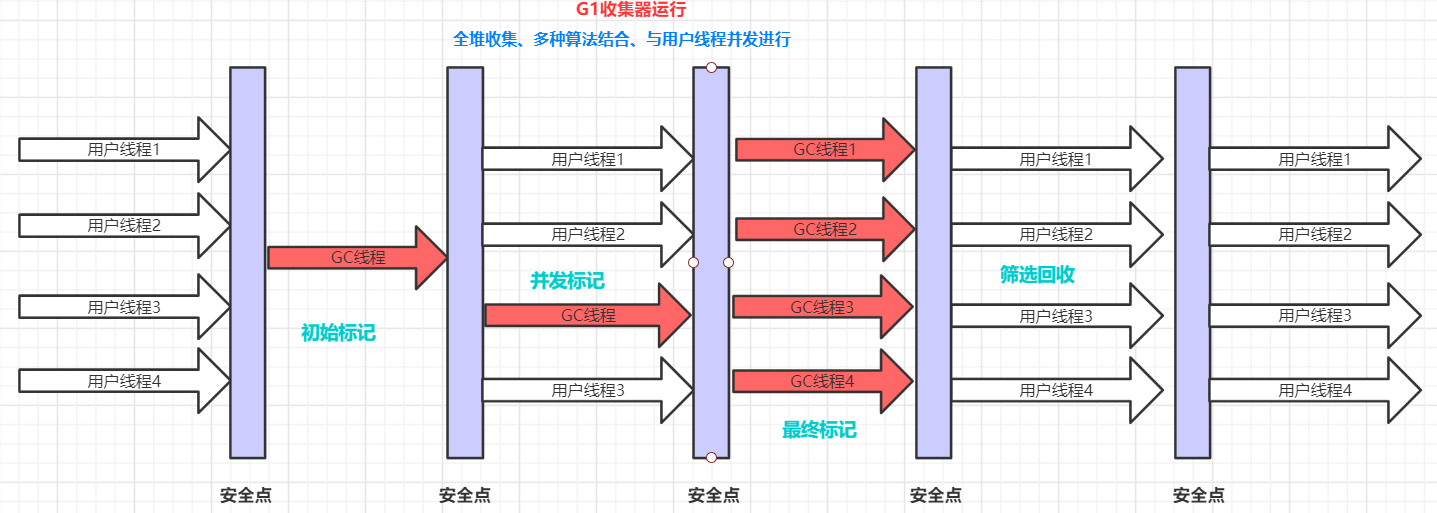 G1收集器运行
全堆收集、多种算法结合、与用户线程并发进行
用户线程1
用户线程2
用户线程3
用户线程4
GC线程
初始标记
用户线程1
用户线程2
并发标记
GC线程
用户线程3
GC线程1
GC线程2
GC线程3
GC线程4
最终标记
用户线程1
用户线程2
筛选回收
用户线程3
用户线程4
用户线程1
用户线程2
用户线程3
用户线程4
安全点
安全点
安全点
安全点
安全点